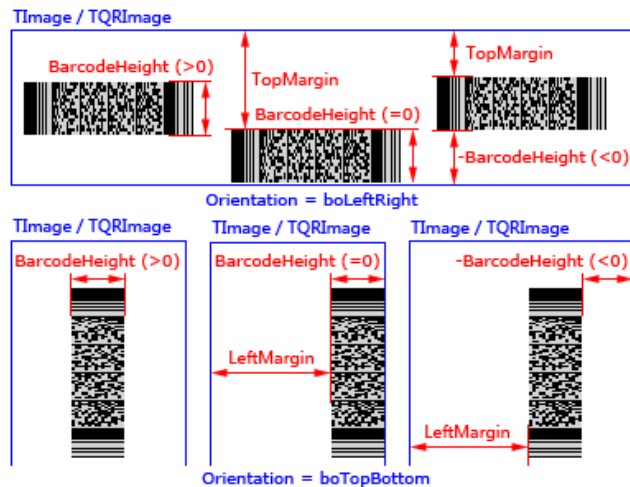 TImage / TQRImage
BarcodeHeight (>0)
TopMargin
TopMargin
BarcodeHeight (=0)
-BarcodeHeight (<0)
Orientation = boLeftRight
TImage / TQRImage
TImage / TQRImage
TImage / TQRImage
BarcodeHeight (>0)
BarcodeHeight (=0)
-BarcodeHeight (<0)
LeftMargin
LeftMargin
Orientation = boTopBottom